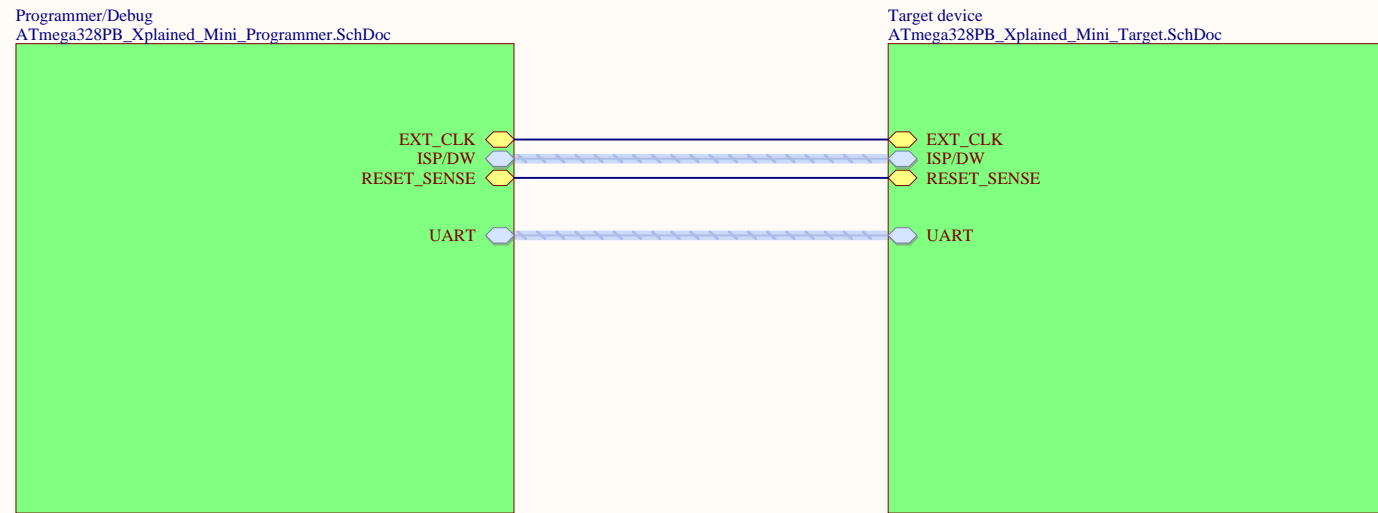 Programmer/Debug
ATmega328PB_Xplained_Mini_Programmer.SchDoc
EXT_CLK
ISP/DW
RESET_SENSE
UART
Target device
ATmega328PB_Xplained_Mini_Target.SchDoc
EXT_CLK
ISP/DW
RESET_SENSE
UART